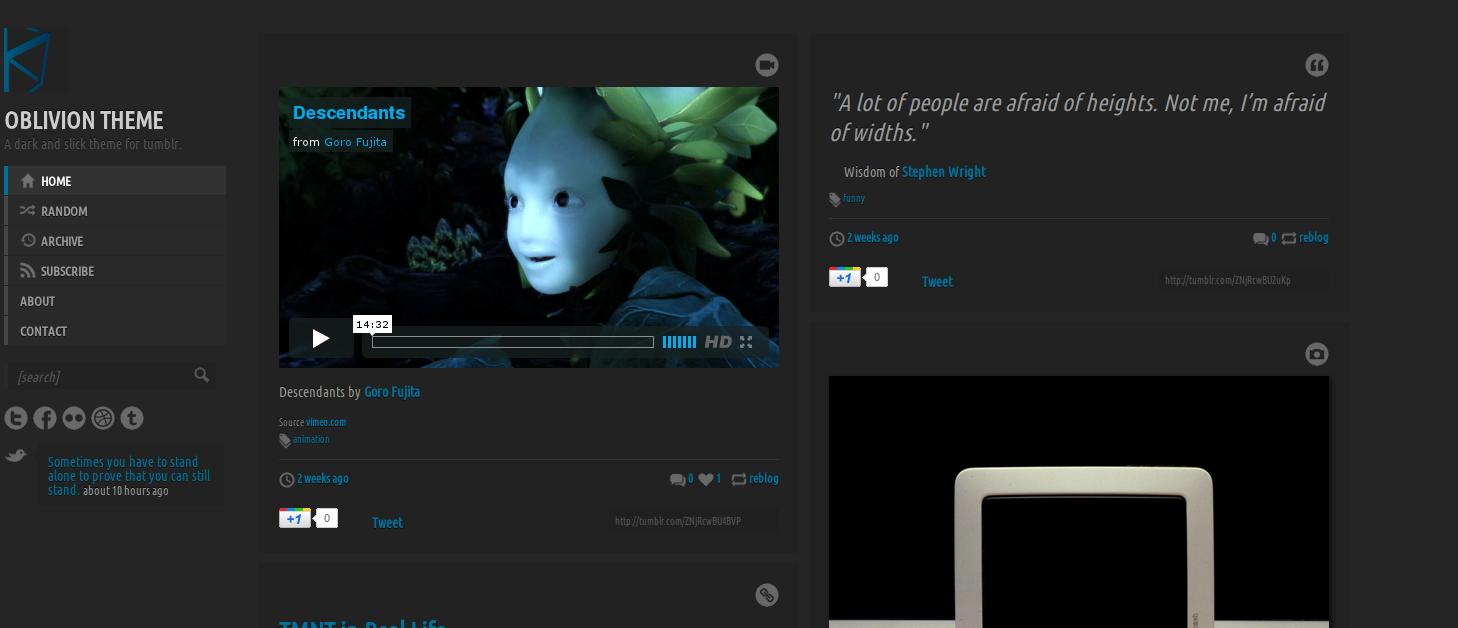 OBLIVION THEME
A dark and slick theme for tumblr.
HOME
RANDOM
ARCHIVE
SUBSCRIBE
ABOUT
CONTACT
[search]
Sometimes you have to stand
alone to prove that you can still
stand. about 10 hours ago
Descendants
from Goro Fujita
14:32
HD
Descendants by Goro Fujita
Source vimeo.com
animation
2 weeks ago 0 1 reblog
+1 0 Tweet http://tumblr.com/ZNjRcwBU4BVP
TMNT in Real Life
"A lot of people are afraid of heights. Not me, I’m afraid
of widths."
Wisdom of Stephen Wright
funny
2 weeks ago 0 reblog
+1 0 Tweet http://tumblr.com/ZNjRcwBU2uKp